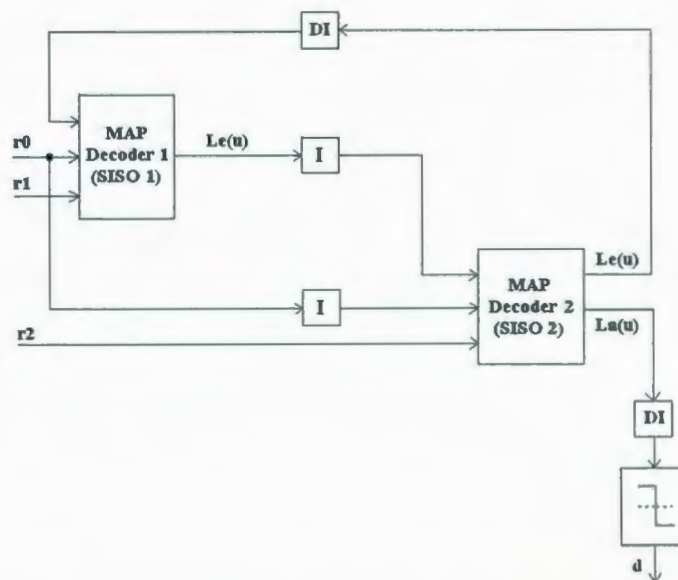 DI
MAP
Decoder 1
(SISO 1)
r0
r1
Le(u)
I
MAP
Decoder 2
(SISO 2)
Le(u)
La(u)
I
r2
DI
d